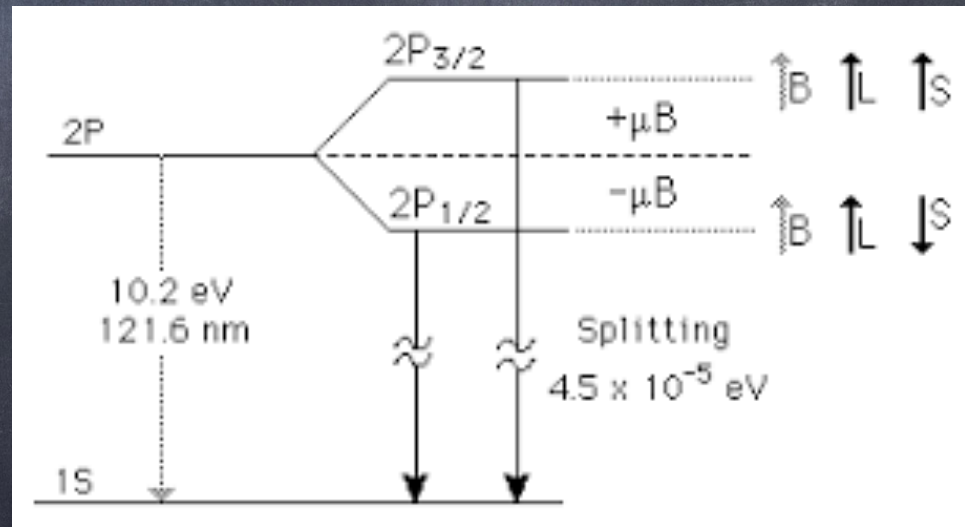 2P₃/₂
B L S
+μB
2P
-μB
2P₁/₂
B L S
10.2 eV
121.6 nm
Splitting
4.5 x 10⁻⁵ eV
1S